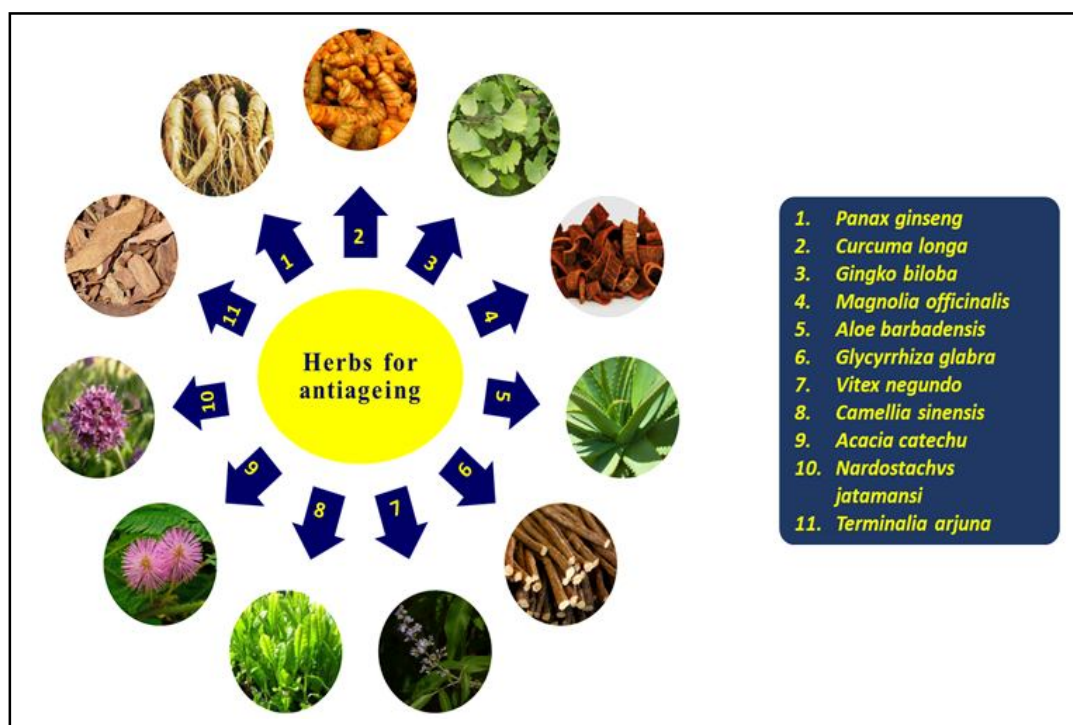 Herbs for
antiageing
1
2
3
4
5
6
7
8
9
10
11
1. Panax ginseng
2. Curcuma longa
3. Gingko biloba
4. Magnolia officinalis
5. Aloe barbadensis
6. Glycyrrhiza glabra
7. Vitex negundo
8. Camellia sinensis
9. Acacia catechu
10. Nardostachvs
jatamansi
11. Terminalia arjuna